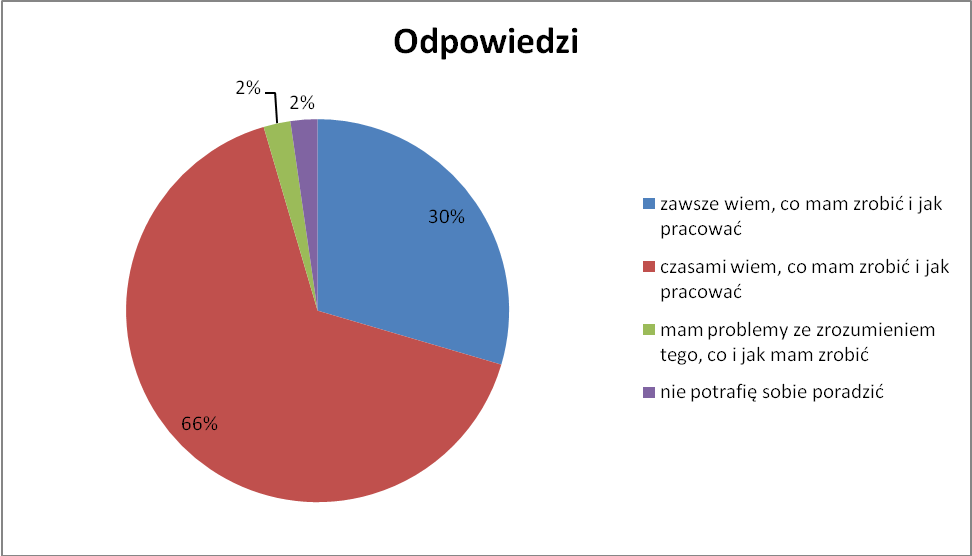 Odpowiedzi
2%
2%
30%
66%
zawsze wiem, co mam zrobić i jak
pracować
czasami wiem, co mam zrobić i jak
pracować
mam problemy ze zrozumieniem
tego, co i jak mam zrobić
nie potrafię sobie poradzić